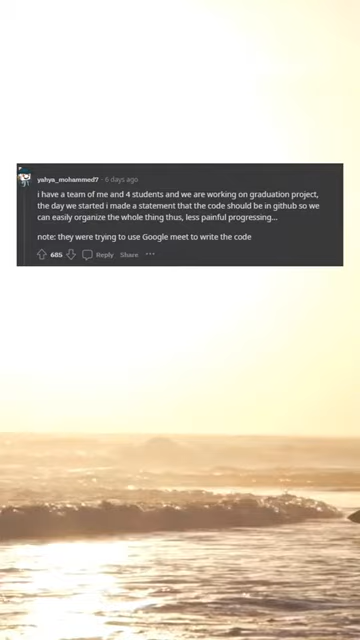 yahya_mohammed7 · 6 days ago
i have a team of me and 4 students and we are working on graduation project,
the day we started i made a statement that the code should be in github so we
can easily organize the whole thing thus, less painful progressing...
note: they were trying to use Google meet to write the code
685 Reply Share ···